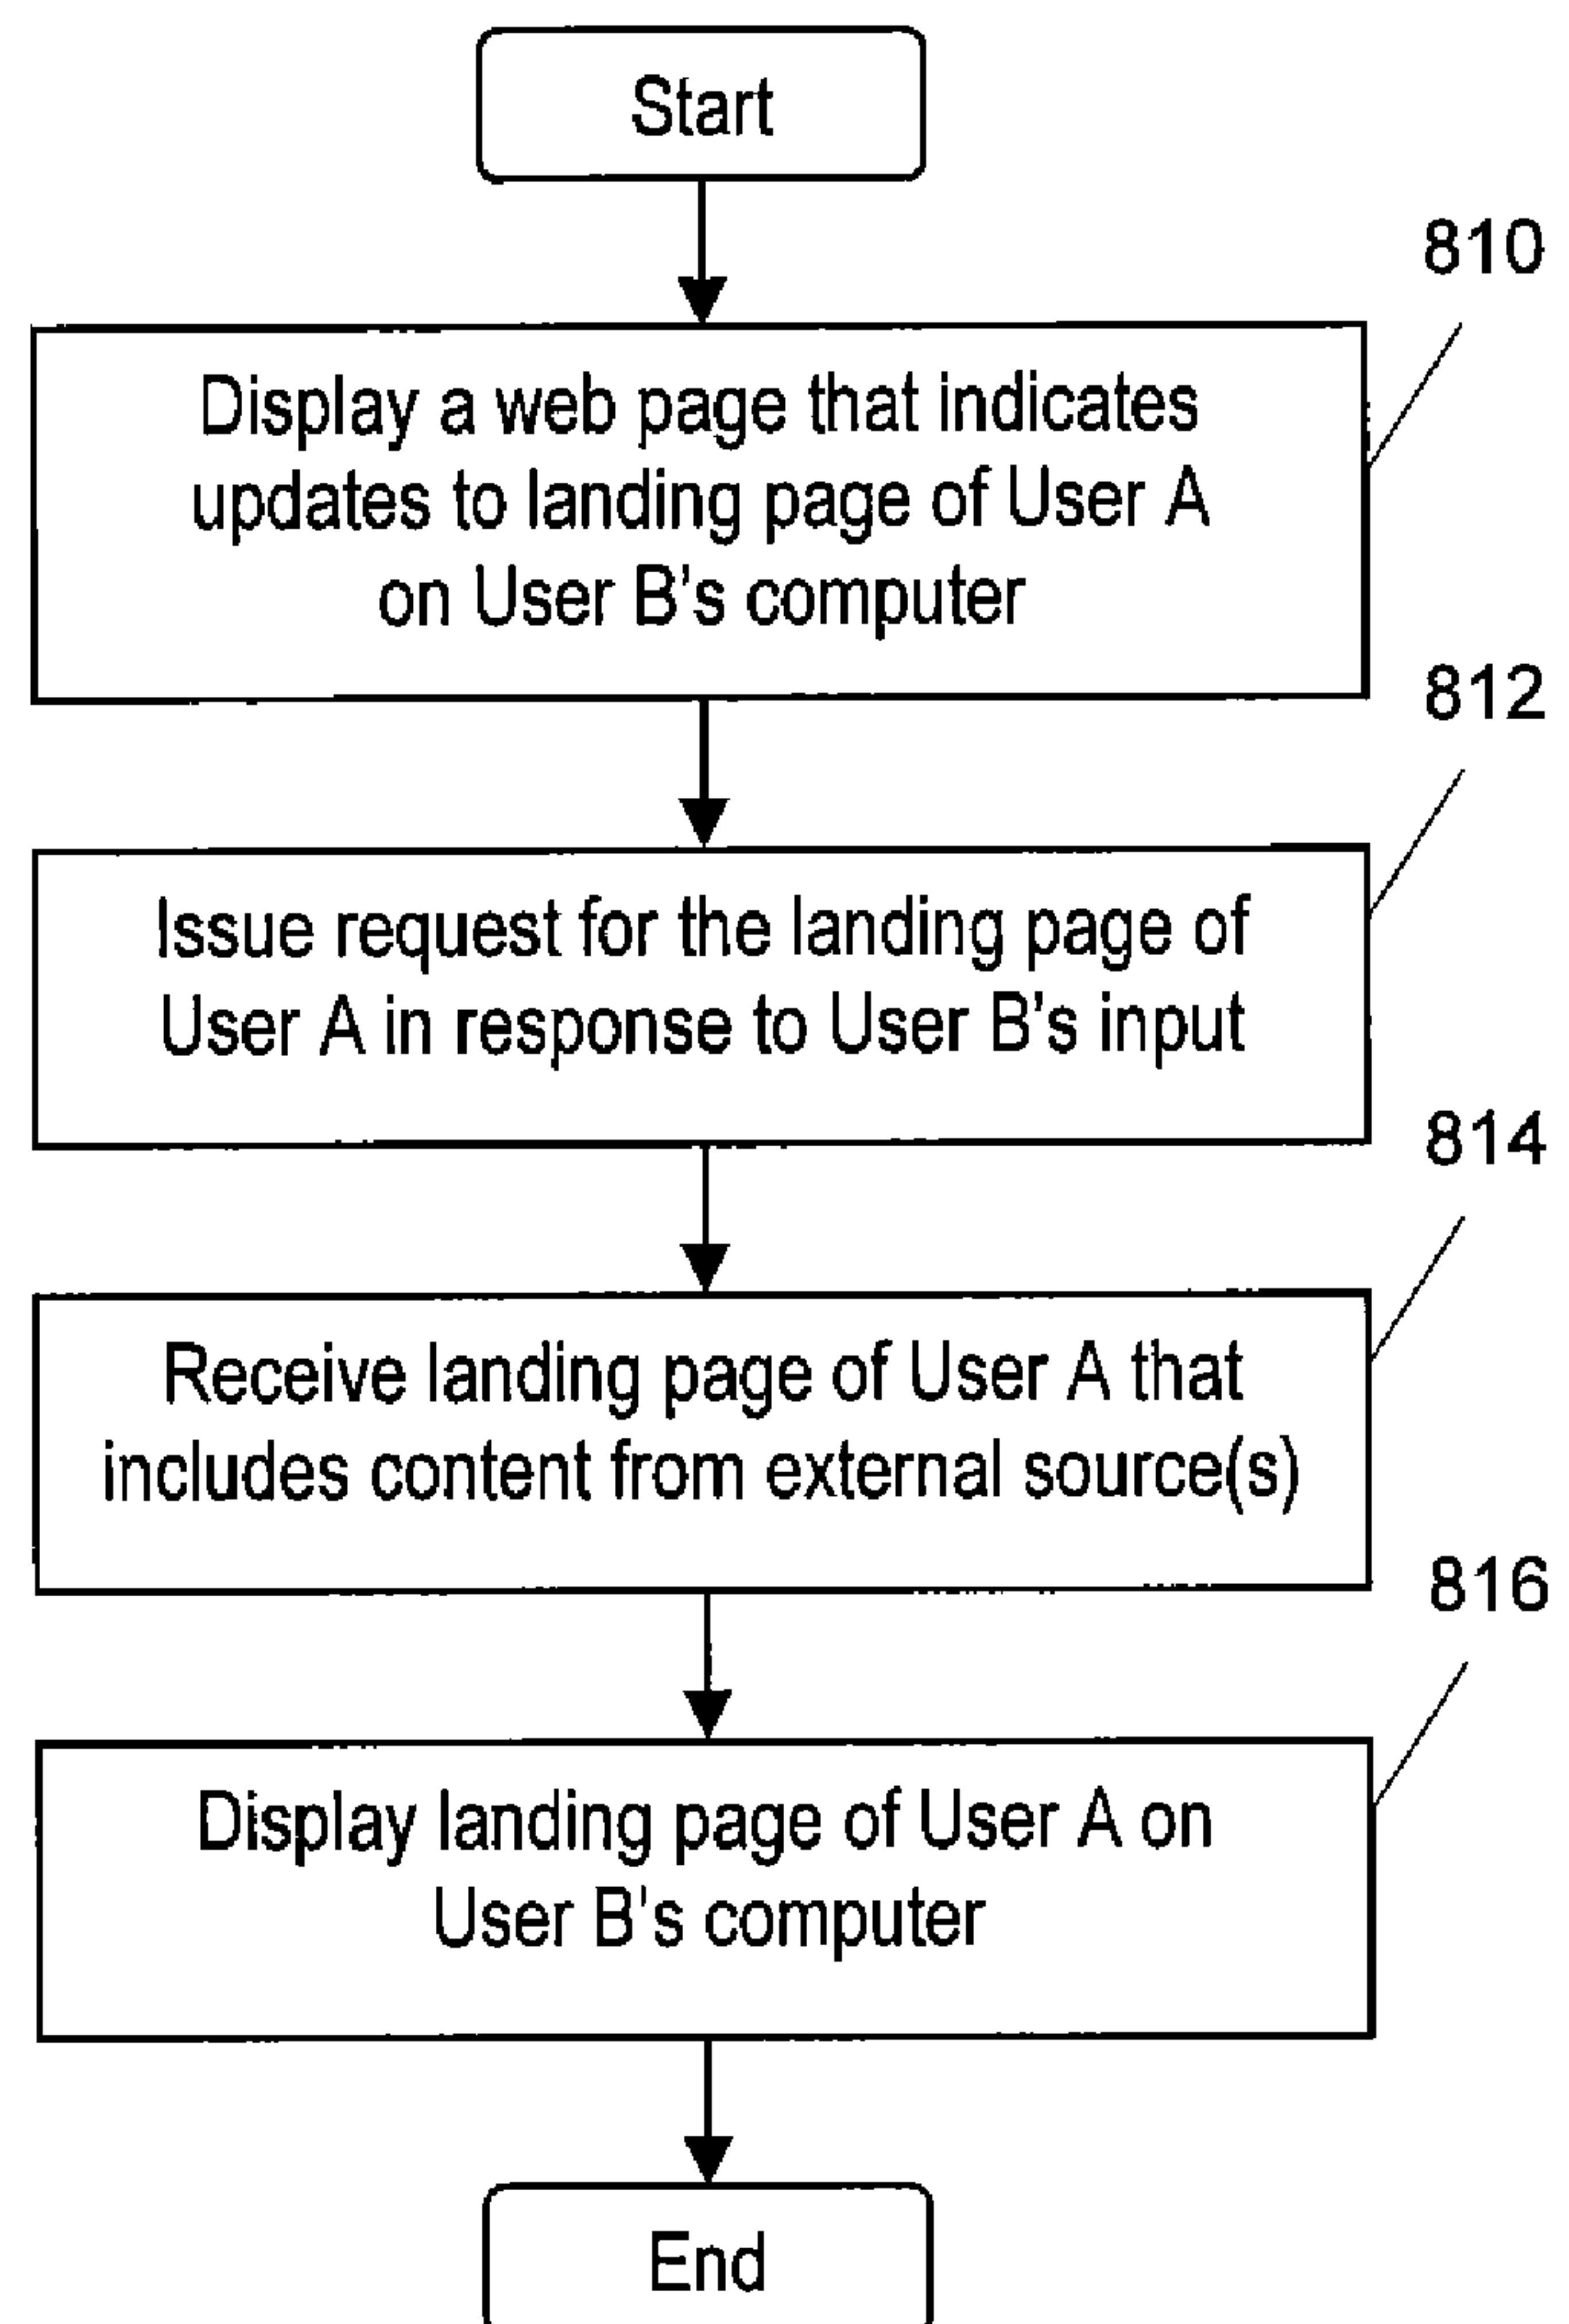 Start
810
Display a web page that indicates
updates to landing page of User A
on User B's computer
812
Issue request for the landing page of
User A in response to User B's input
814
Receive landing page of User A that
includes content from external source(s)
816
Display landing page of User A on
User B's computer
End